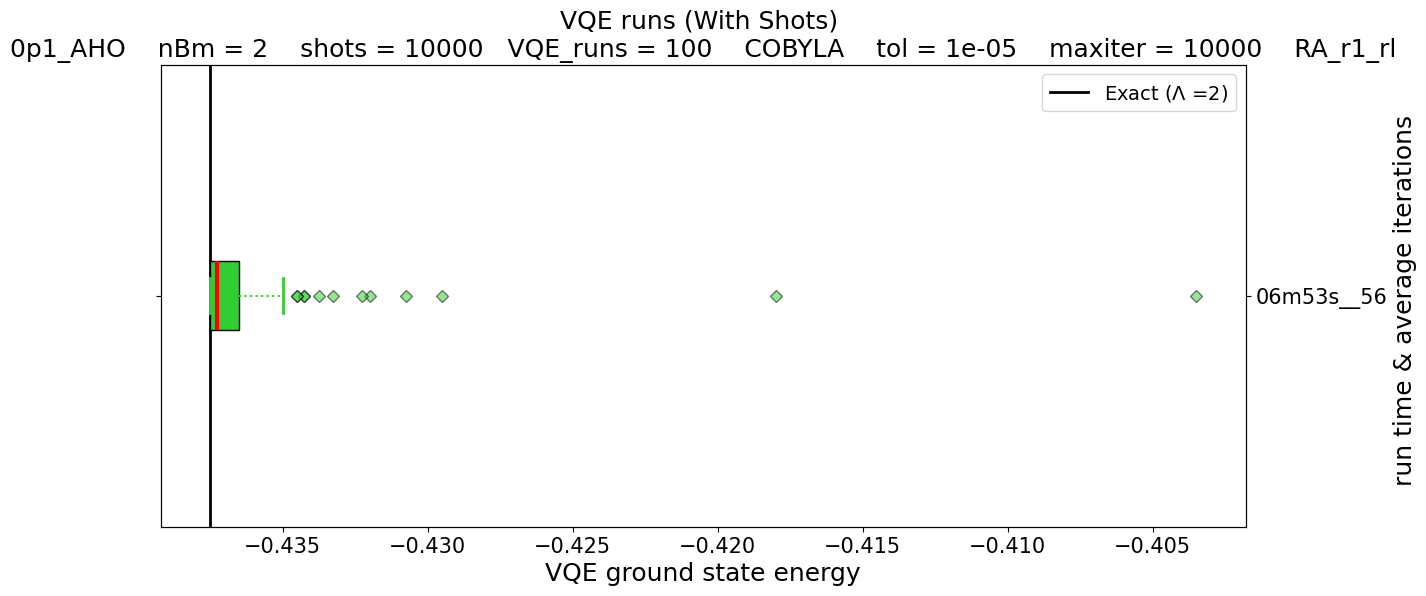 VQE runs (With Shots)
0p1_AHO nBm = 2 shots = 10000 VQE_runs = 100 COBYLA tol = 1e-05 maxiter = 10000 RA_r1_rl
Exact (Λ =2)
06m53s__56
run time & average iterations
−0.435 −0.430 −0.425 −0.420 −0.415 −0.410 −0.405
VQE ground state energy